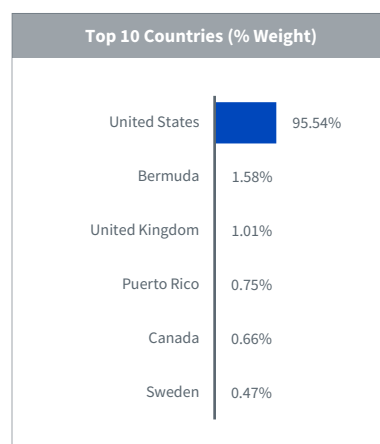 Top 10 Countries (% Weight)
United States 95.54%
Bermuda 1.58%
United Kingdom 1.01%
Puerto Rico 0.75%
Canada 0.66%
Sweden 0.47%